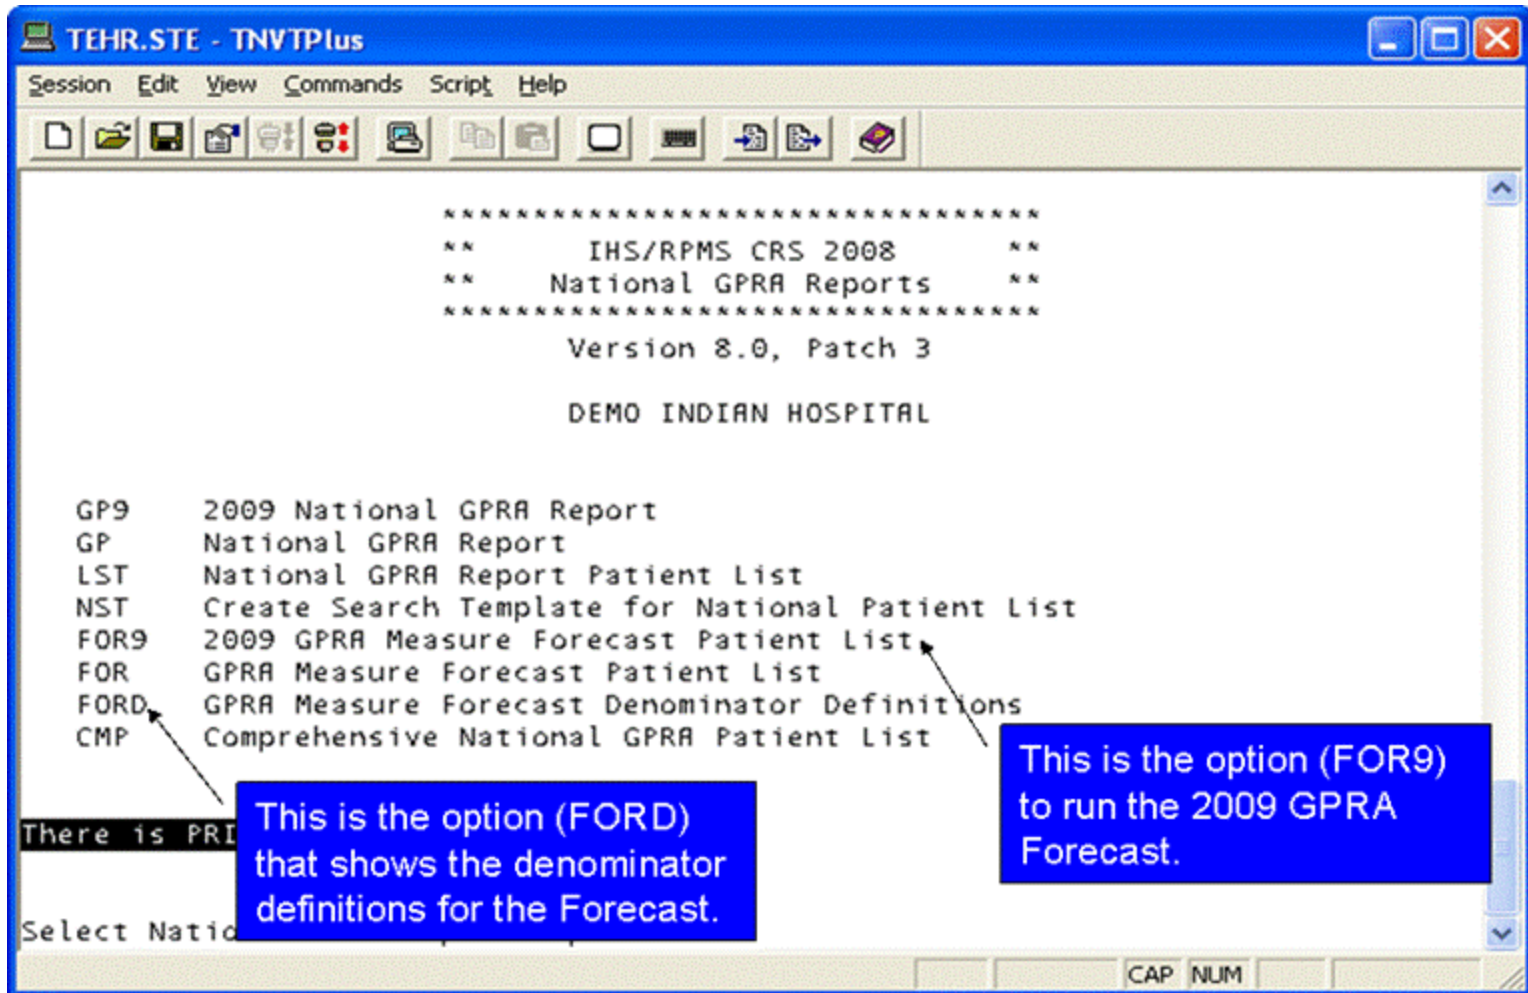 TEHR.STE - TNVTPlus
Session Edit View Commands Script Help
*********************************
** IHS/RPMS CRS 2008 **
** National GPRA Reports **
*********************************
Version 8.0, Patch 3
DEMO INDIAN HOSPITAL
GP9 2009 National GPRA Report
GP National GPRA Report
LST National GPRA Report Patient List
NST Create Search Template for National Patient List
FOR9 2009 GPRA Measure Forecast Patient List
FOR GPRA Measure Forecast Patient List
FORD GPRA Measure Forecast Denominator Definitions
CMP Comprehensive National GPRA Patient List
This is the option (FOR9)
to run the 2009 GPRA
Forecast.
There is
This is the option (FORD)
that shows the denominator
definitions for the Forecast.
Select
CAP NUM